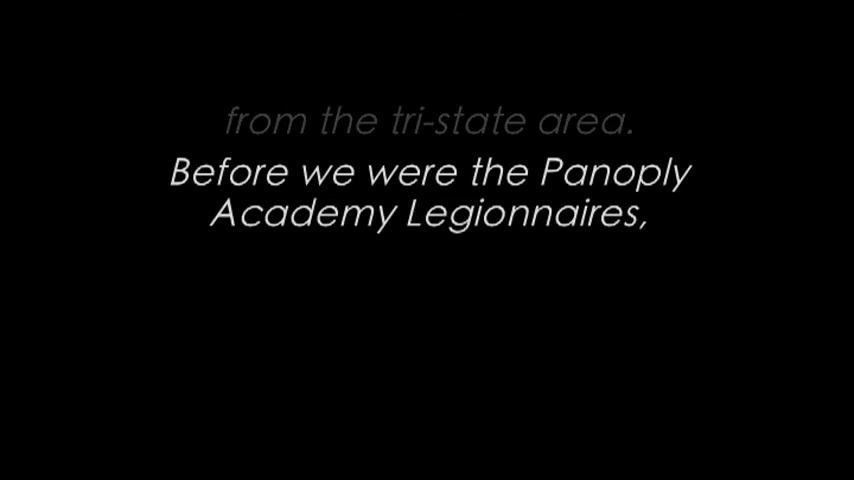 from the tri-state area.
Before we were the Panoply
Academy Legionnaires,